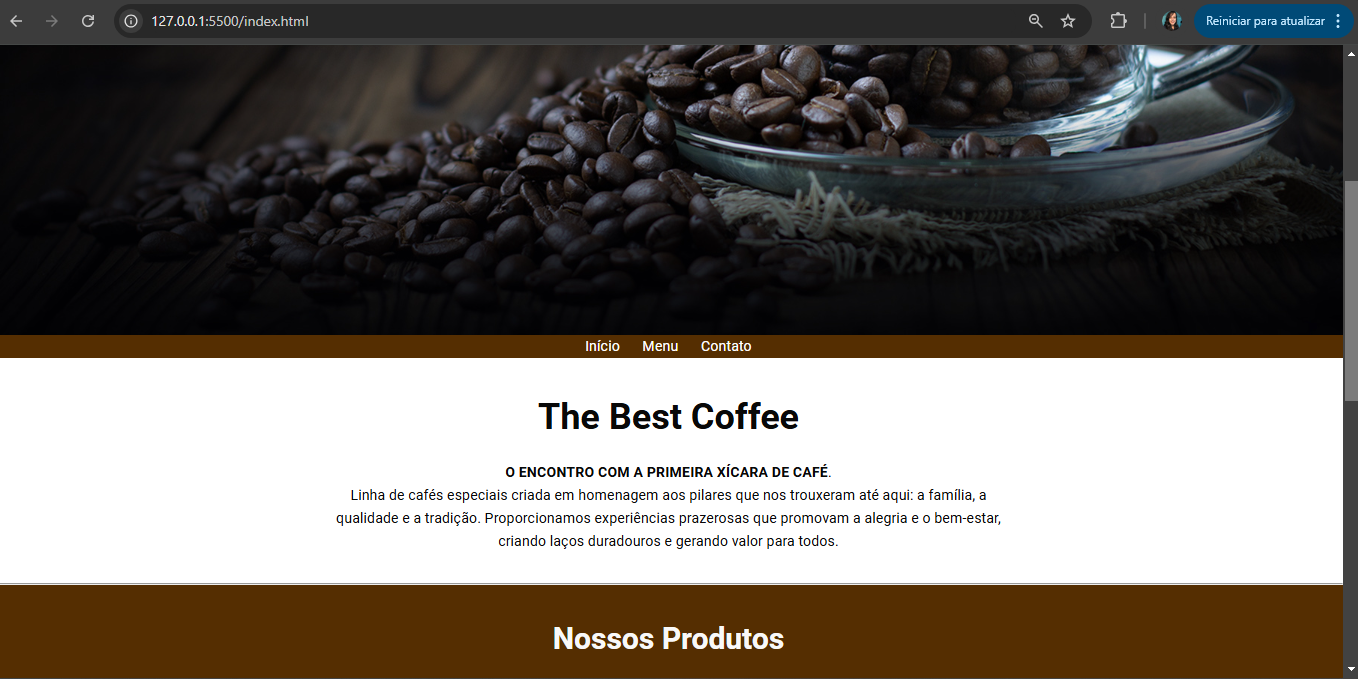 127.0.0.1:5500/index.html
Reiniciar para atualizar
Início Menu Contato
The Best Coffee
O ENCONTRO COM A PRIMEIRA XÍCARA DE CAFÉ.
Linha de cafés especiais criada em homenagem aos pilares que nos trouxeram até aqui: a família, a
qualidade e a tradição. Proporcionamos experiências prazerosas que promovam a alegria e o bem-estar,
criando laços duradouros e gerando valor para todos.
Nossos Produtos